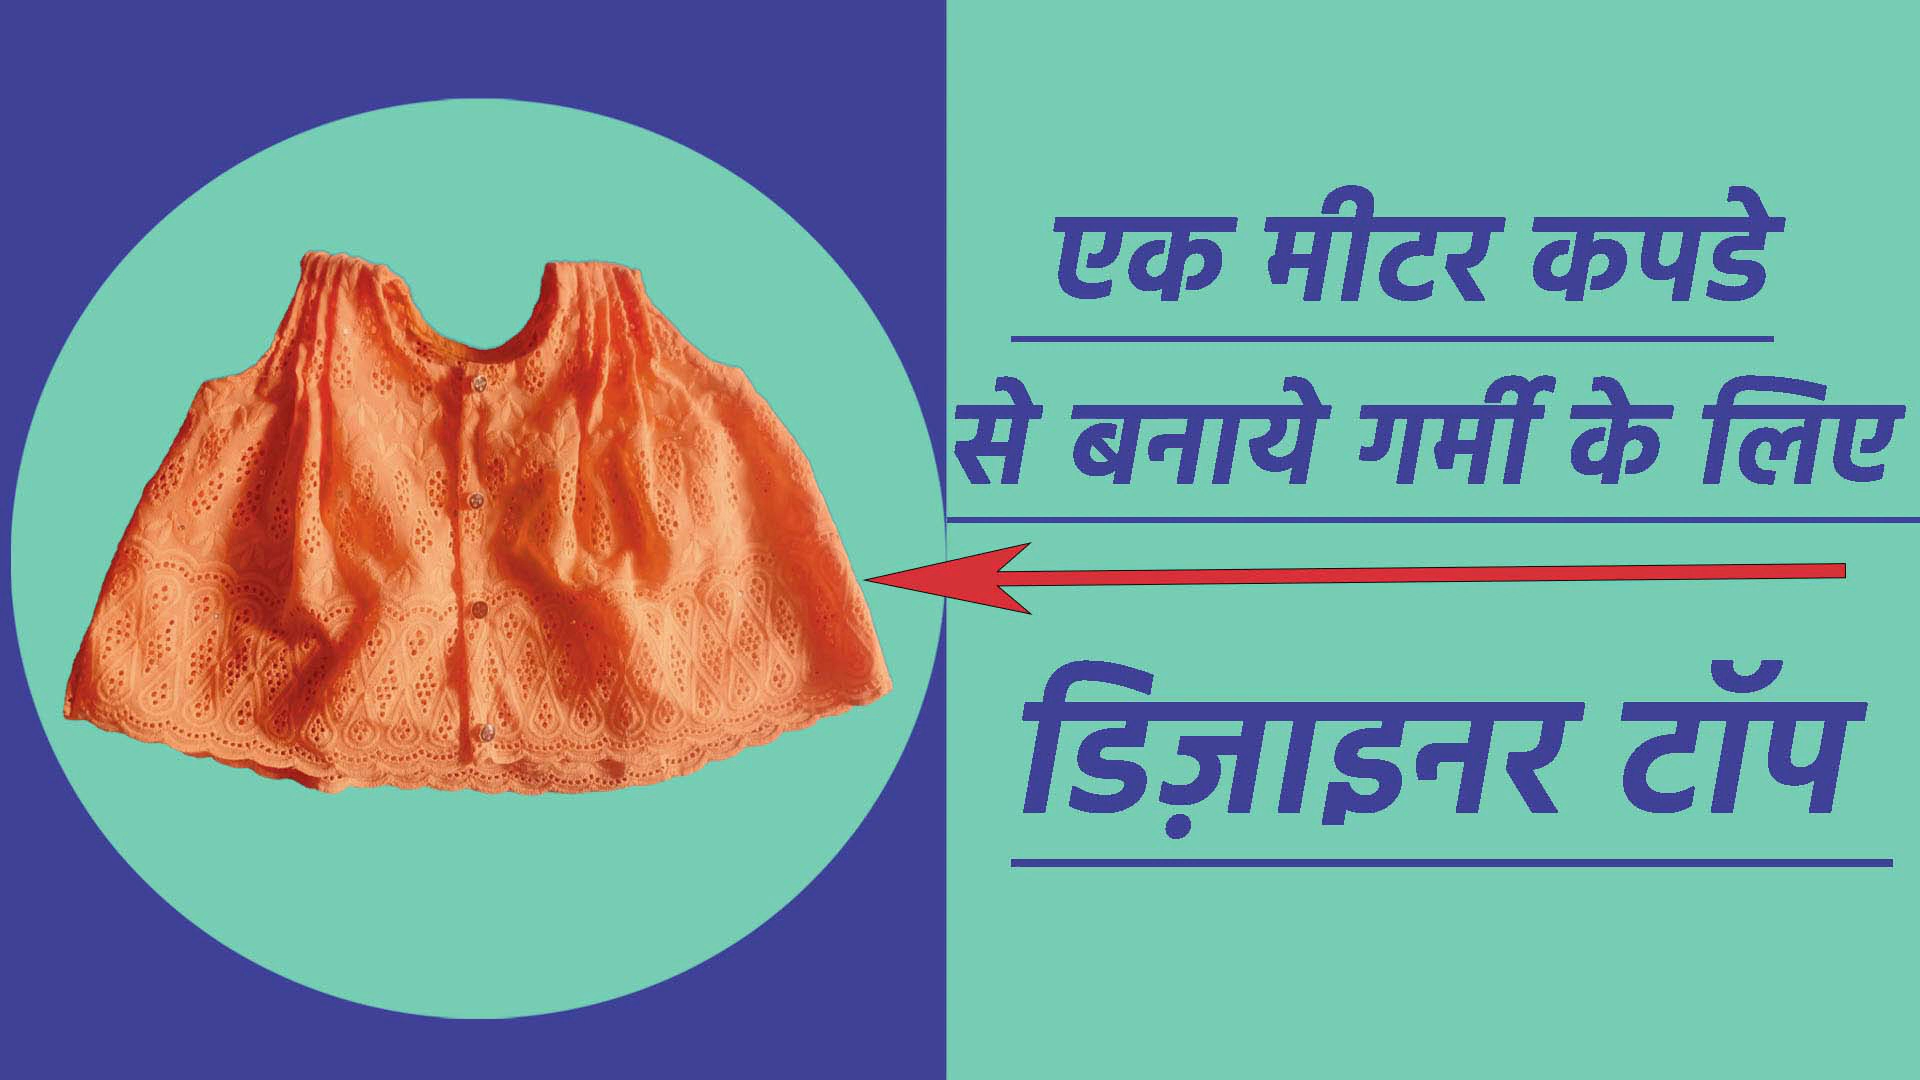 एक मीटर कपडे
से बनाये गर्मी के लिए
डिज़ाइनर टॉप